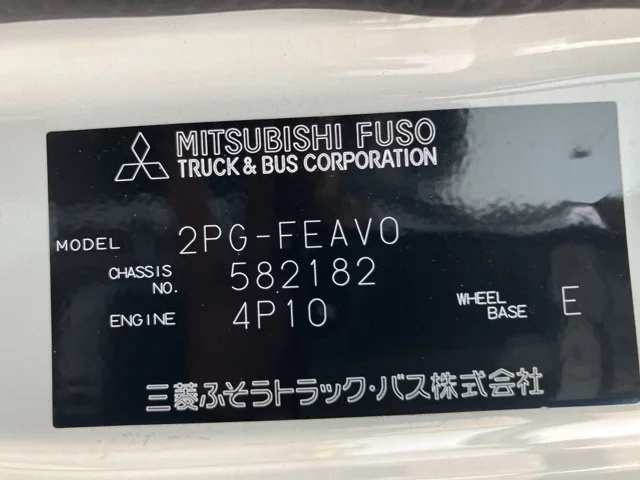 MITSUBISHI FUSO
TRUCK & BUS CORPORATION
MODEL 2PG-FEAV0
CHASSIS NO. 582182
ENGINE 4P10 WHEEL BASE E
三菱ふそうトラック・バス株式会社